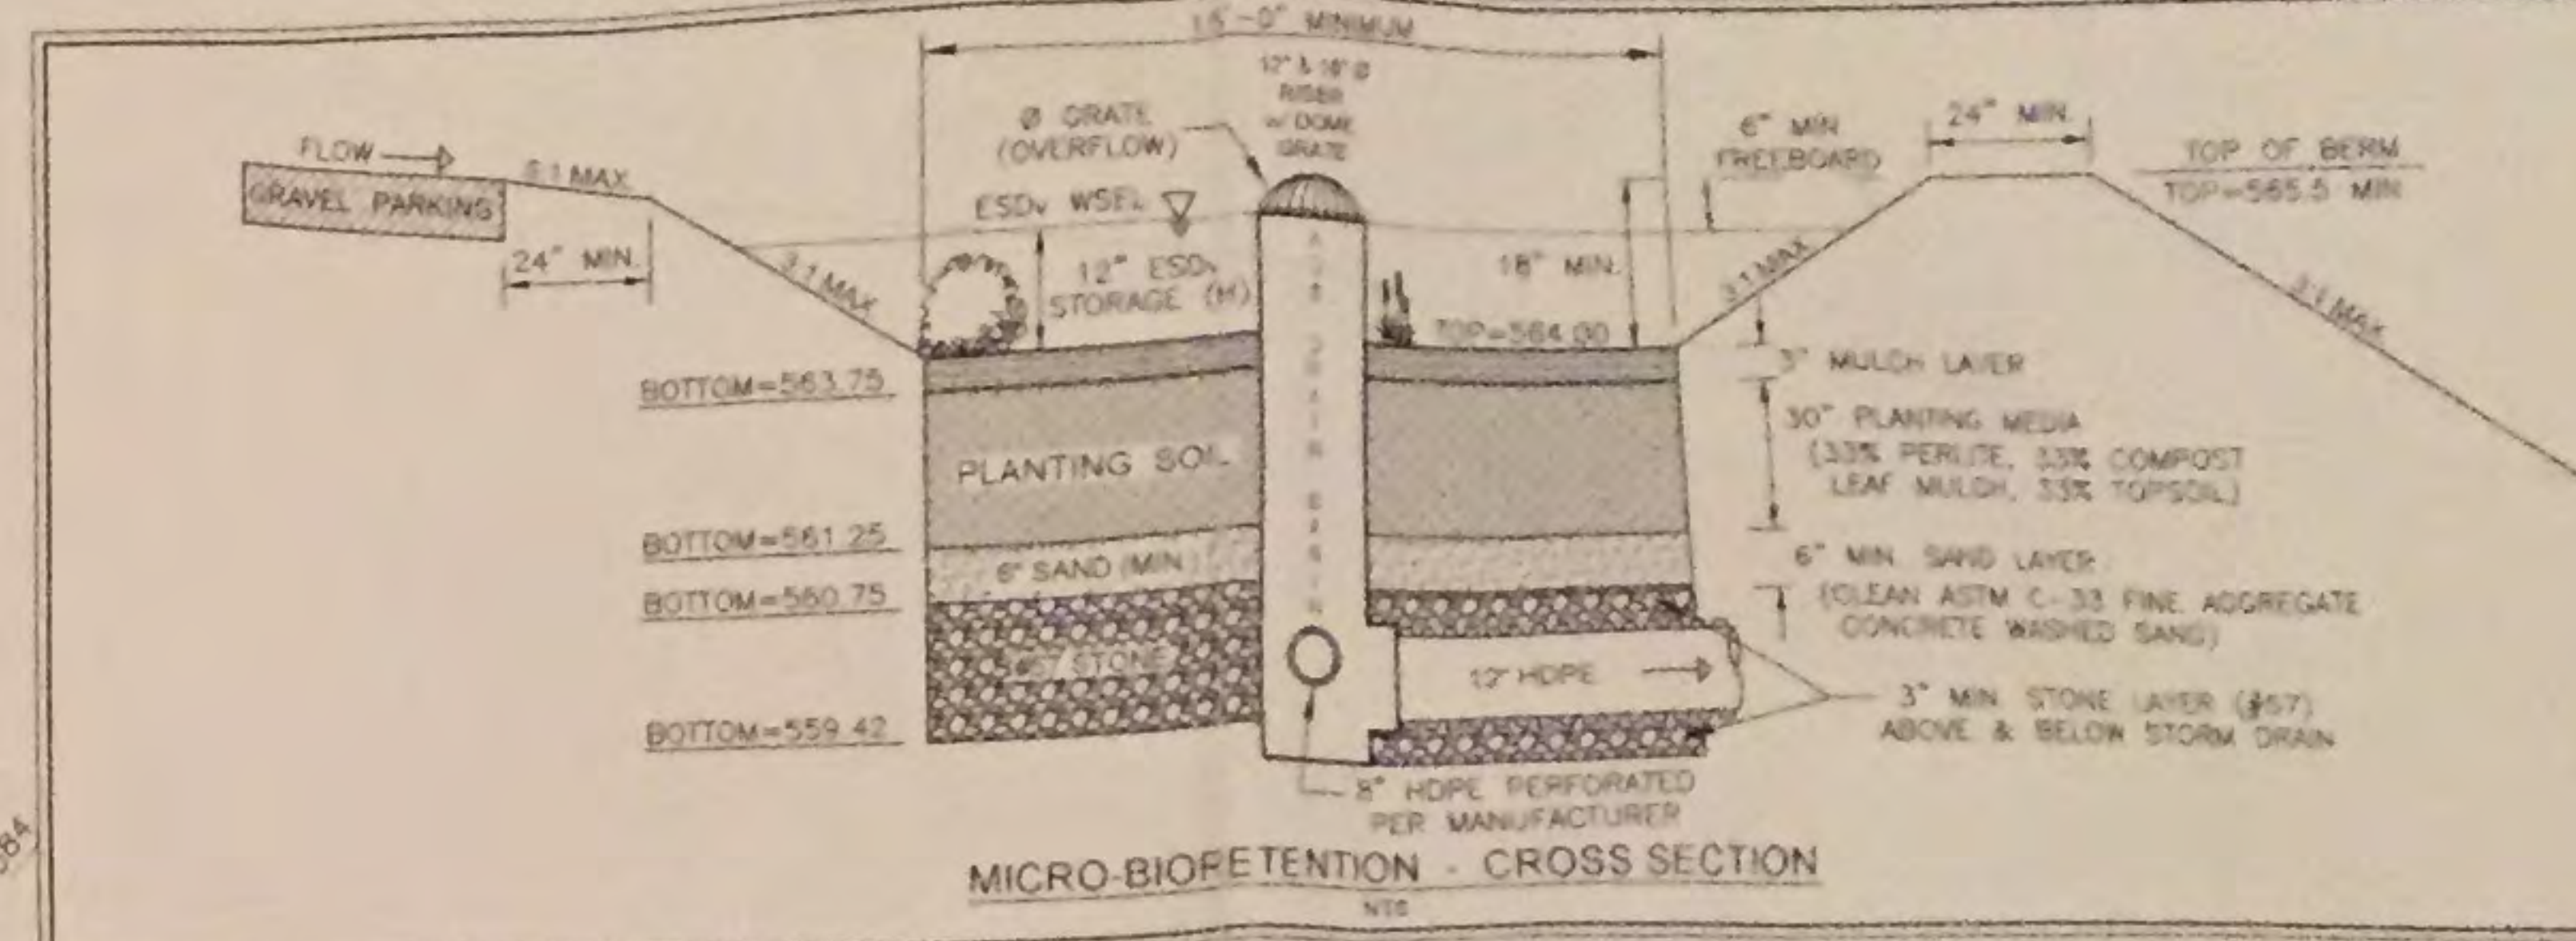 15'-0" MINIMUM
Ø GRATE
(OVERFLOW)
RISER
w/ DOME
GRATE
FLOW
MAX
GRAVEL PARKING
24" MIN.
3:1 MAX
ESDv WSEL
12" ESDv
STORAGE (H)
18" MIN.
6" MIN
FREEBOARD
24" MIN.
TOP OF BERM
TOP=565.5 MIN
3:1 MAX
3:1 MAX
TOP=564.00
BOTTOM=563.75
3" MULCH LAYER
30" PLANTING MEDIA
(33% PERLITE, 33% COMPOST
LEAF MULCH, 33% TOPSOIL)
PLANTING SOIL
ADS DRAIN BASIN
BOTTOM=561.25
6" SAND (MIN)
6" MIN. SAND LAYER
(CLEAN ASTM C-33 FINE AGGREGATE
CONCRETE WASHED SAND)
BOTTOM=560.75
#57 STONE
12" HDPE
3" MIN. STONE LAYER (#57)
ABOVE & BELOW STORM DRAIN
BOTTOM=559.42
8" HDPE PERFORATED
PER MANUFACTURER
MICRO-BIORETENTION - CROSS SECTION
NTS